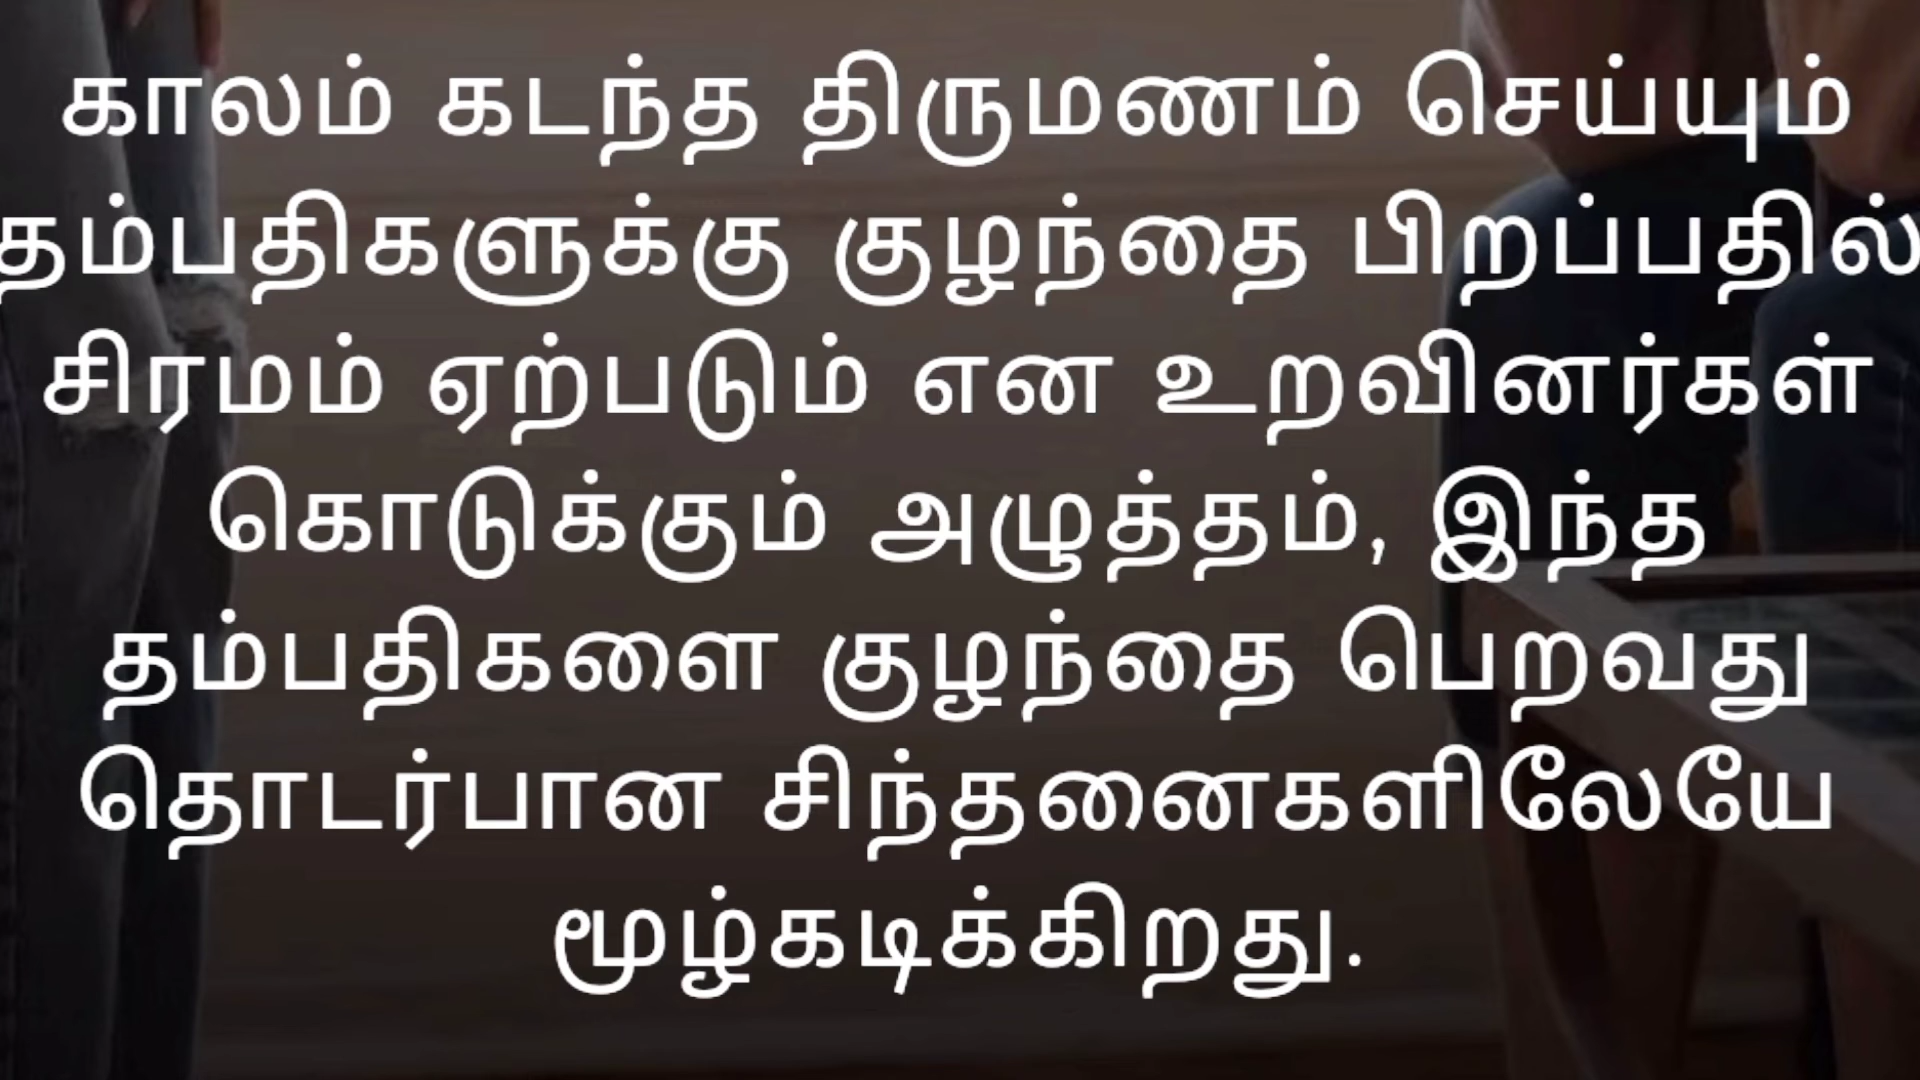 காலம் கடந்த திருமணம் செய்யும்
தம்பதிகளுக்கு குழந்தை பிறப்பதில்
சிரமம் ஏற்படும் என உறவினர்கள்
கொடுக்கும் அழுத்தம், இந்த
தம்பதிகளை குழந்தை பெறவது
தொடர்பான சிந்தனைகளிலேயே
மூழ்கடிக்கிறது.